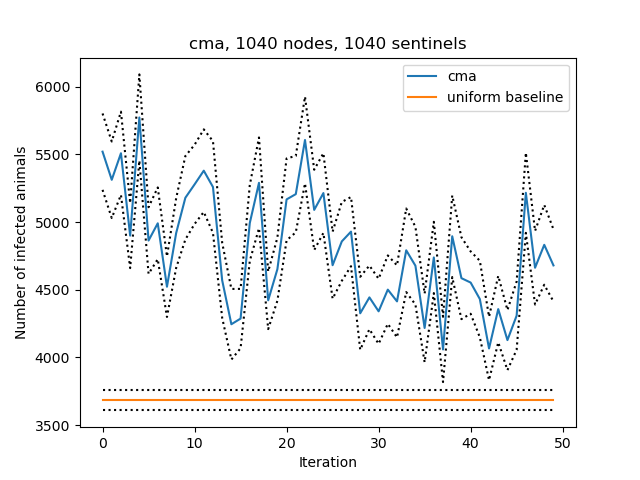 cma, 1040 nodes, 1040 sentinels
cma
uniform baseline
Number of infected animals
6000
5500
5000
4500
4000
3500
0
10
20
30
40
50
Iteration